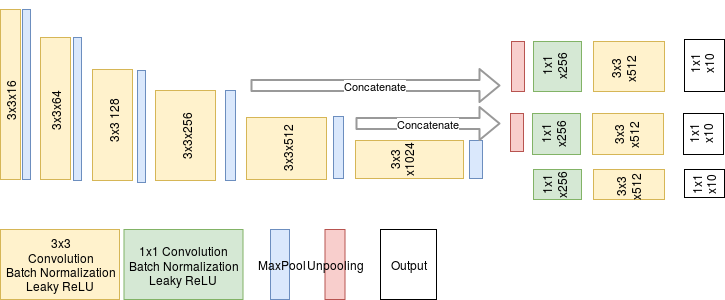 3x3x16
3x3x64
3x3 128
3x3x256
3x3x512
3x3
x1024
Concatenate
Concatenate
1x1
x256
3x3
x512
1x1
x10
1x1
x256
3x3
x512
1x1
x10
1x1
x256
3x3
x512
1x1
x10
3x3
Convolution
Batch Normalization
Leaky ReLU
1x1 Convolution
Batch Normalization
Leaky ReLU
MaxPool
Unpooling
Output